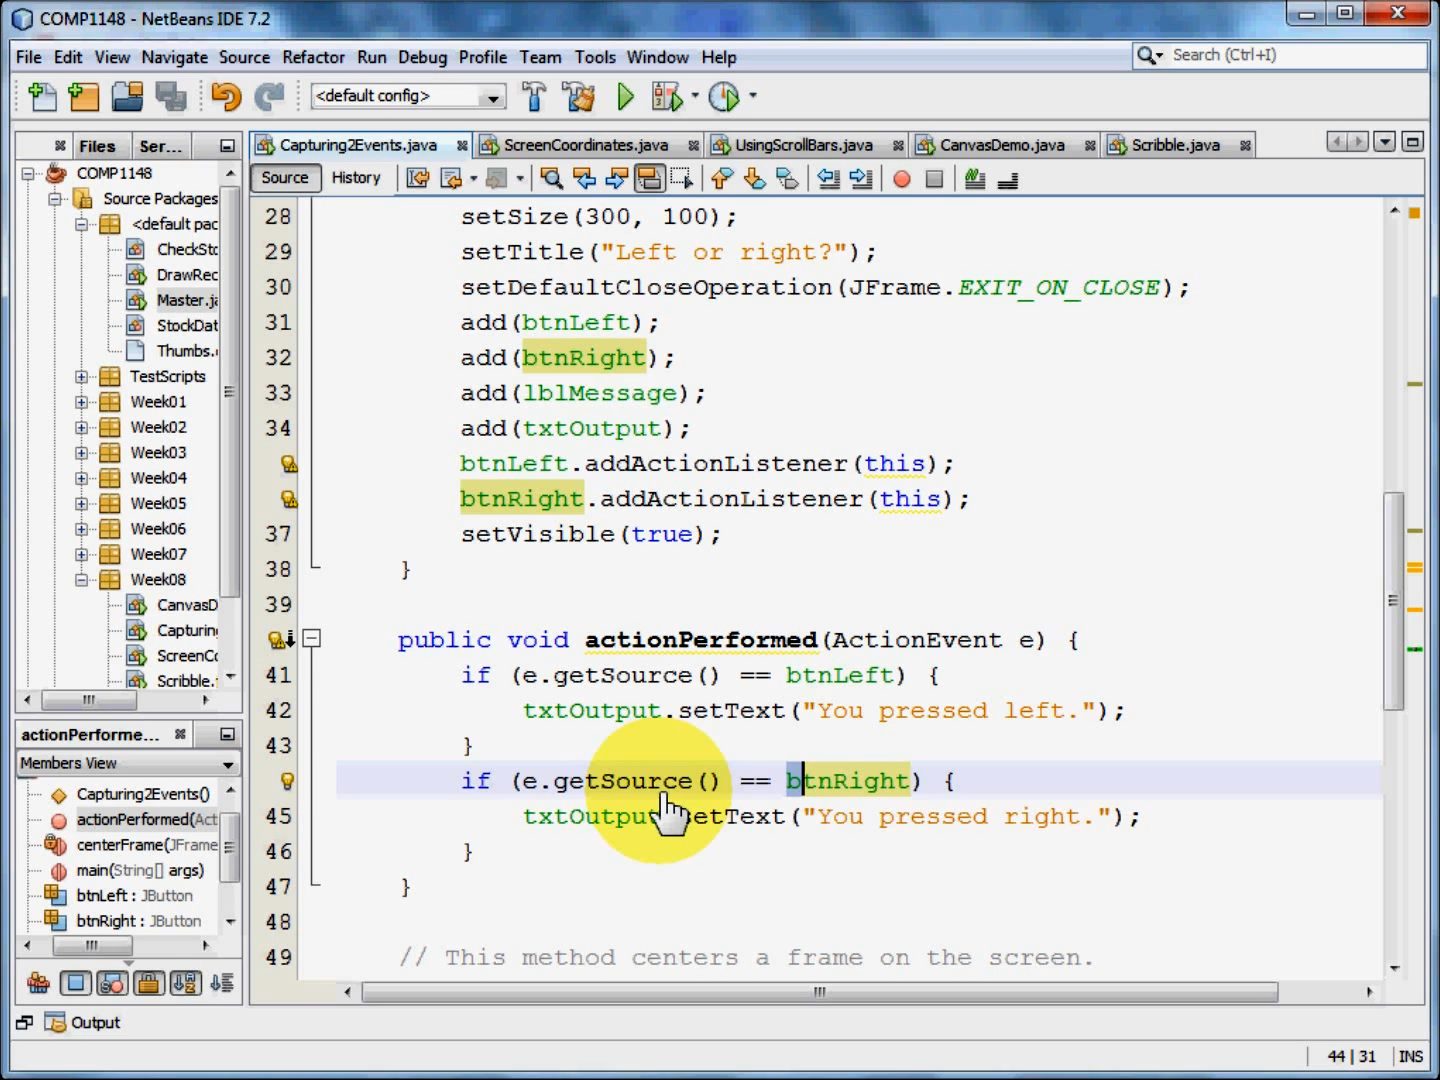 COMP1148 - NetBeans IDE 7.2
File Edit View Navigate Source Refactor Run Debug Profile Team Tools Window Help
Search (Ctrl+I)
<default config>
Files Ser...
Capturing2Events.java ScreenCoordinates.java UsingScrollBars.java CanvasDemo.java Scribble.java
Source History
COMP1148
Source Packages
<default pac
CheckSto
DrawRec
Master.ja
StockDat
Thumbs.
TestScripts
Week01
Week02
Week03
Week04
Week05
Week06
Week07
Week08
CanvasD
Capturing
ScreenCo
Scribble.
28 setSize(300, 100);
29 setTitle("Left or right?");
30 setDefaultCloseOperation(JFrame.EXIT_ON_CLOSE);
31 add(btnLeft);
32 add(btnRight);
33 add(lblMessage);
34 add(txtOutput);
btnLeft.addActionListener(this);
btnRight.addActionListener(this);
37 setVisible(true);
38 }
39
public void actionPerformed(ActionEvent e) {
41 if (e.getSource() == btnLeft) {
42 txtOutput.setText("You pressed left.");
43 }
if (e.getSource() == btnRight) {
45 txtOutput.setText("You pressed right.");
46 }
47 }
48
49 // This method centers a frame on the screen.
actionPerforme...
Members View
Capturing2Events()
actionPerformed(Act
centerFrame(JFrame
main(String[] args)
btnLeft : JButton
btnRight : JButton
Output
44 | 31 INS